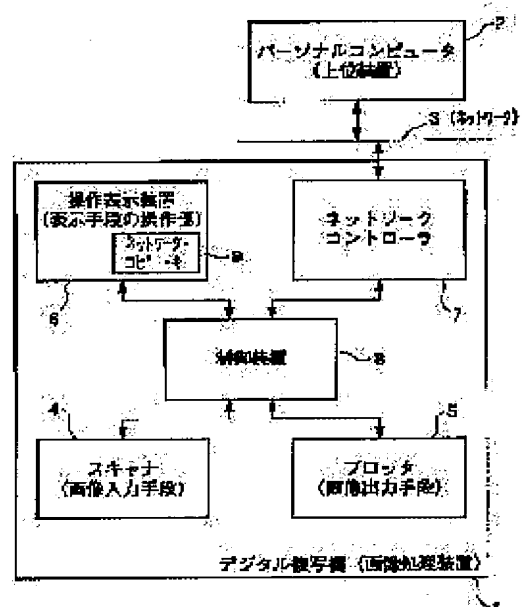 2
パーソナルコンピュータ
(上位装置)
3 (ネットワーク)
操作表示装置
(表示手段の操作部)
ネットワーク・
コピー・キー
9
ネットワーク
コントローラ
6
7
制御装置
8
4
5
スキャナ
(画像入力手段)
プロッタ
(画像出力手段)
デジタル複写機 (画像処理装置)
1